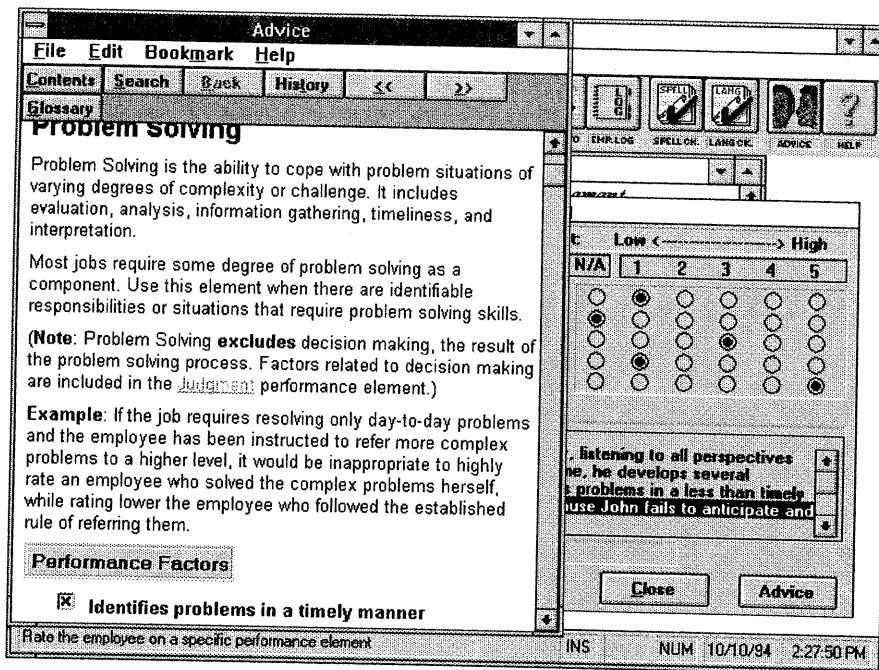 Advice
File Edit Bookmark Help
Contents Search Back History << >>
Glossary
Problem Solving
Problem Solving is the ability to cope with problem situations of
varying degrees of complexity or challenge. It includes
evaluation, analysis, information gathering, timeliness, and
interpretation.
Most jobs require some degree of problem solving as a
component. Use this element when there are identifiable
responsibilities or situations that require problem solving skills.
(Note: Problem Solving excludes decision making, the result of
the problem solving process. Factors related to decision making
are included in the Judgment performance element.)
Example: If the job requires resolving only day-to-day problems
and the employee has been instructed to refer more complex
problems to a higher level, it would be inappropriate to highly
rate an employee who solved the complex problems herself,
while rating lower the employee who followed the established
rule of referring them.
Performance Factors
Identifies problems in a timely manner
Rate the employee on a specific performance element
LOG SPELL LANG ?
EMP.LOG SPELL CK. LANG CK. ADVICE HELP
Low <--------------> High
N/A 1 2 3 4 5
, listening to all perspectives
he develops several
problems in a less than timely
John fails to anticipate and
Close Advice
INS NUM 10/10/94 2:27:50 PM